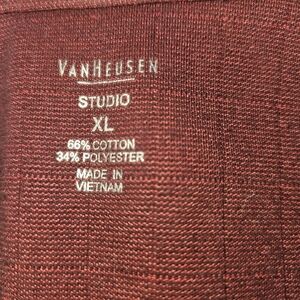 VANHEUSEN
STUDIO
XL
66% COTTON
34% POLYESTER
MADE IN
VIETNAM